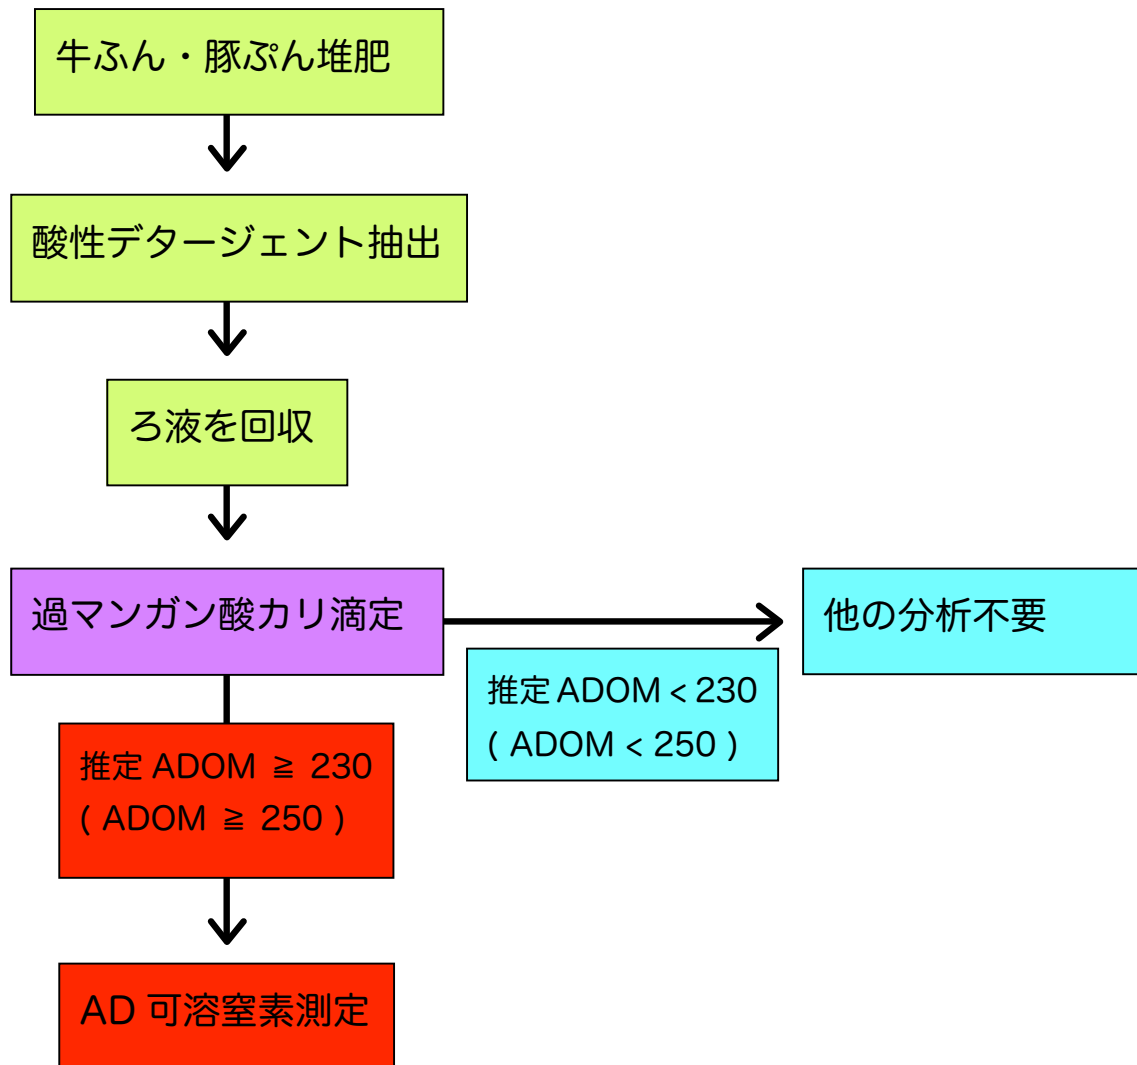 牛ふん・豚ぷん堆肥
酸性デタージェント抽出
ろ液を回収
過マンガン酸カリ滴定
他の分析不要
推定 ADOM < 230
( ADOM < 250 )
推定 ADOM ≧ 230
( ADOM ≧ 250 )
AD 可溶窒素測定